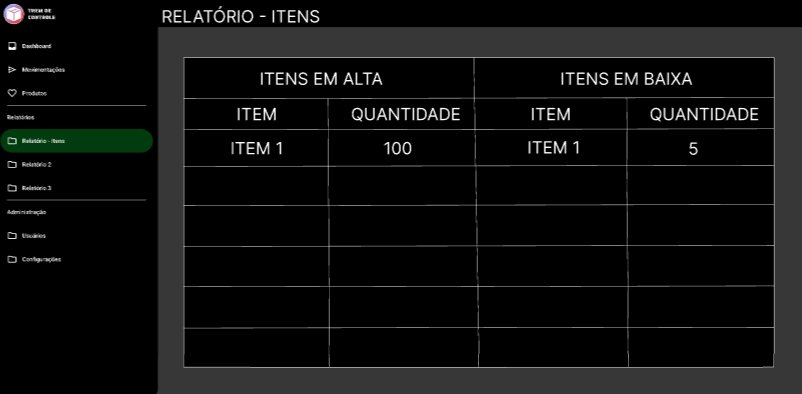 TREM DE
CONTROLE
Dashboard
Movimentações
Produtos
Relatórios
Relatório - Itens
Relatório 2
Relatório 3
Administração
Usuários
Configurações
RELATÓRIO - ITENS
ITENS EM ALTA ITENS EM BAIXA
ITEM QUANTIDADE ITEM QUANTIDADE
ITEM 1 100 ITEM 1 5